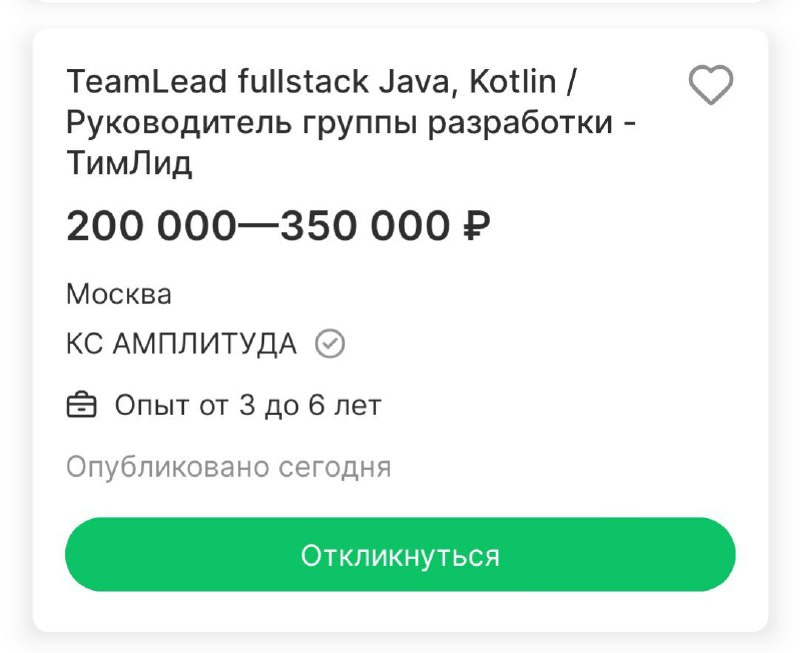 TeamLead fullstack Java, Kotlin /
Руководитель группы разработки -
ТимЛид
200 000—350 000 ₽
Москва
КС АМПЛИТУДА
Опыт от 3 до 6 лет
Опубликовано сегодня
Откликнуться